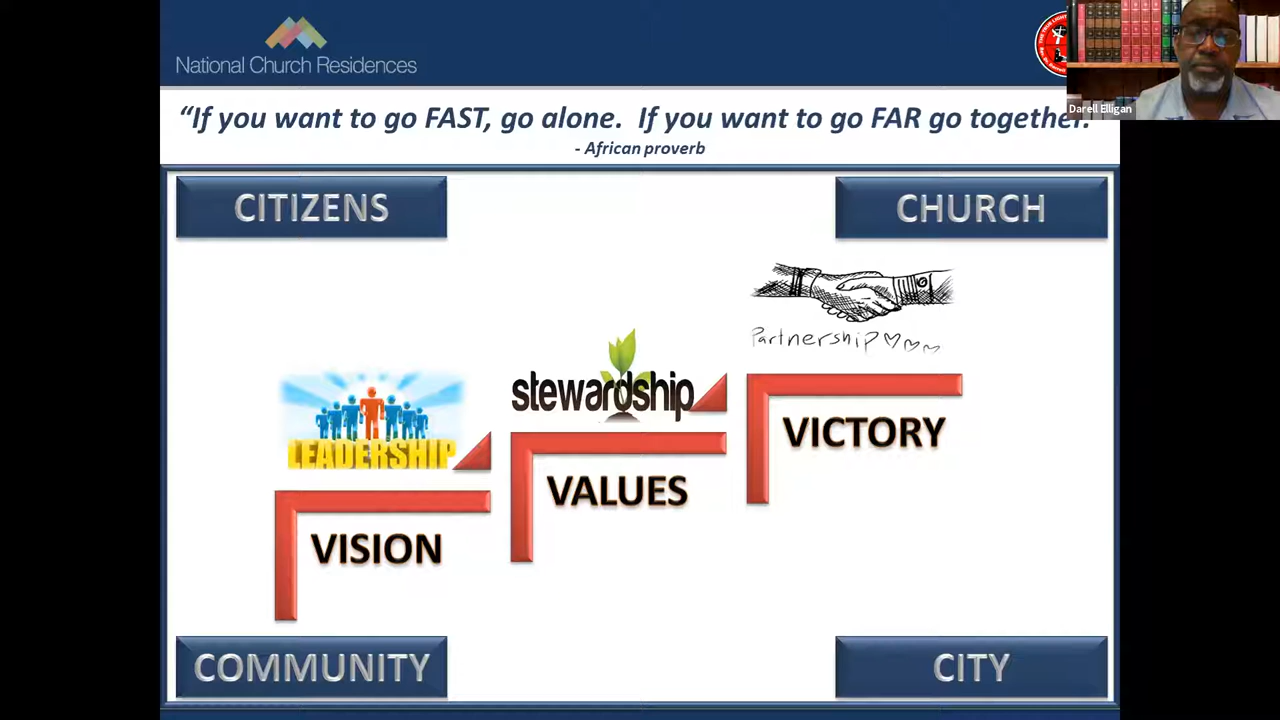 National Church Residences
Darell Elligan
“If you want to go FAST, go alone. If you want to go FAR go together.
- African proverb
CITIZENS
CHURCH
Partnership
stewardship
LEADERSHIP
VICTORY
VALUES
VISION
COMMUNITY
CITY